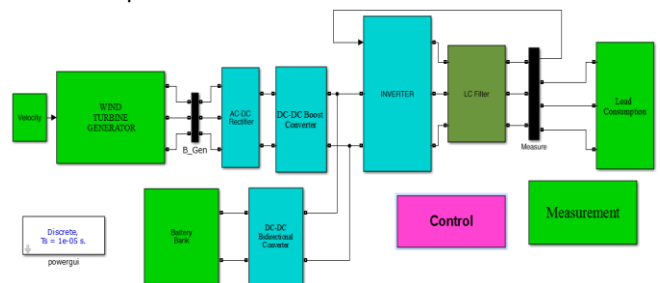 Velocity
WIND
TURBINE
GENERATOR
B_Gen
AC-DC
Rectifier
DC-DC Boost
Converter
INVERTER
LC Filter
Measure
Load
Consumption
Battery
Bank
DC-DC
Bidirectional
Converter
Control
Measurement
Discrete,
Ts = 1e-05 s.
powergui